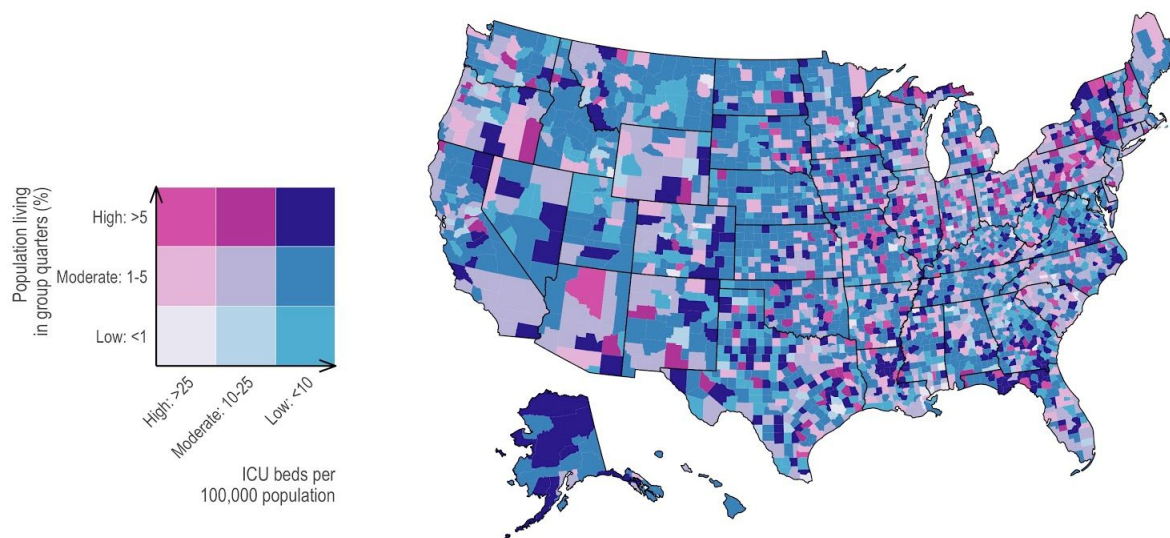 Population living
in group quarters (%)
High: >5
Moderate: 1-5
Low: <1
High: >25
Moderate: 10-25
Low: <10
ICU beds per
100,000 population